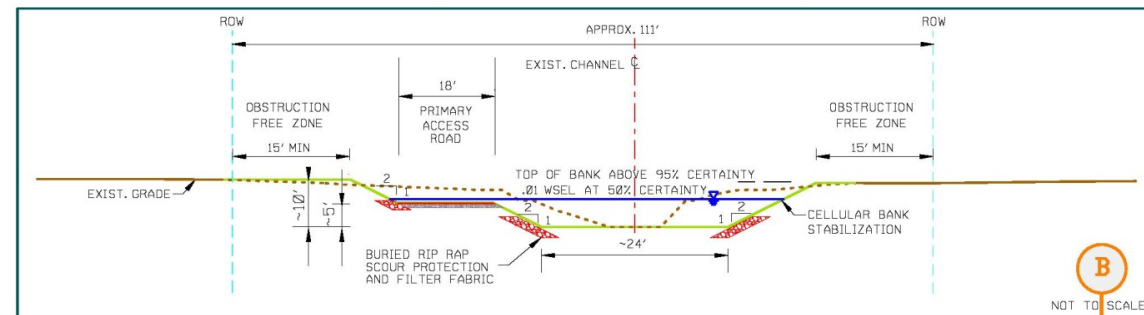 ROW
ROW
APPROX. 111'
EXIST. CHANNEL ℄
18'
PRIMARY
ACCESS
ROAD
OBSTRUCTION
FREE ZONE
15' MIN
OBSTRUCTION
FREE ZONE
15' MIN
EXIST. GRADE
2
1
TOP OF BANK ABOVE 95% CERTAINTY
.01 WSEL AT 50% CERTAINTY
2
1
2
1
~10'
~5'
CELLULAR BANK
STABILIZATION
BURIED RIP RAP
SCOUR PROTECTION
AND FILTER FABRIC
~24'
B
NOT TO SCALE